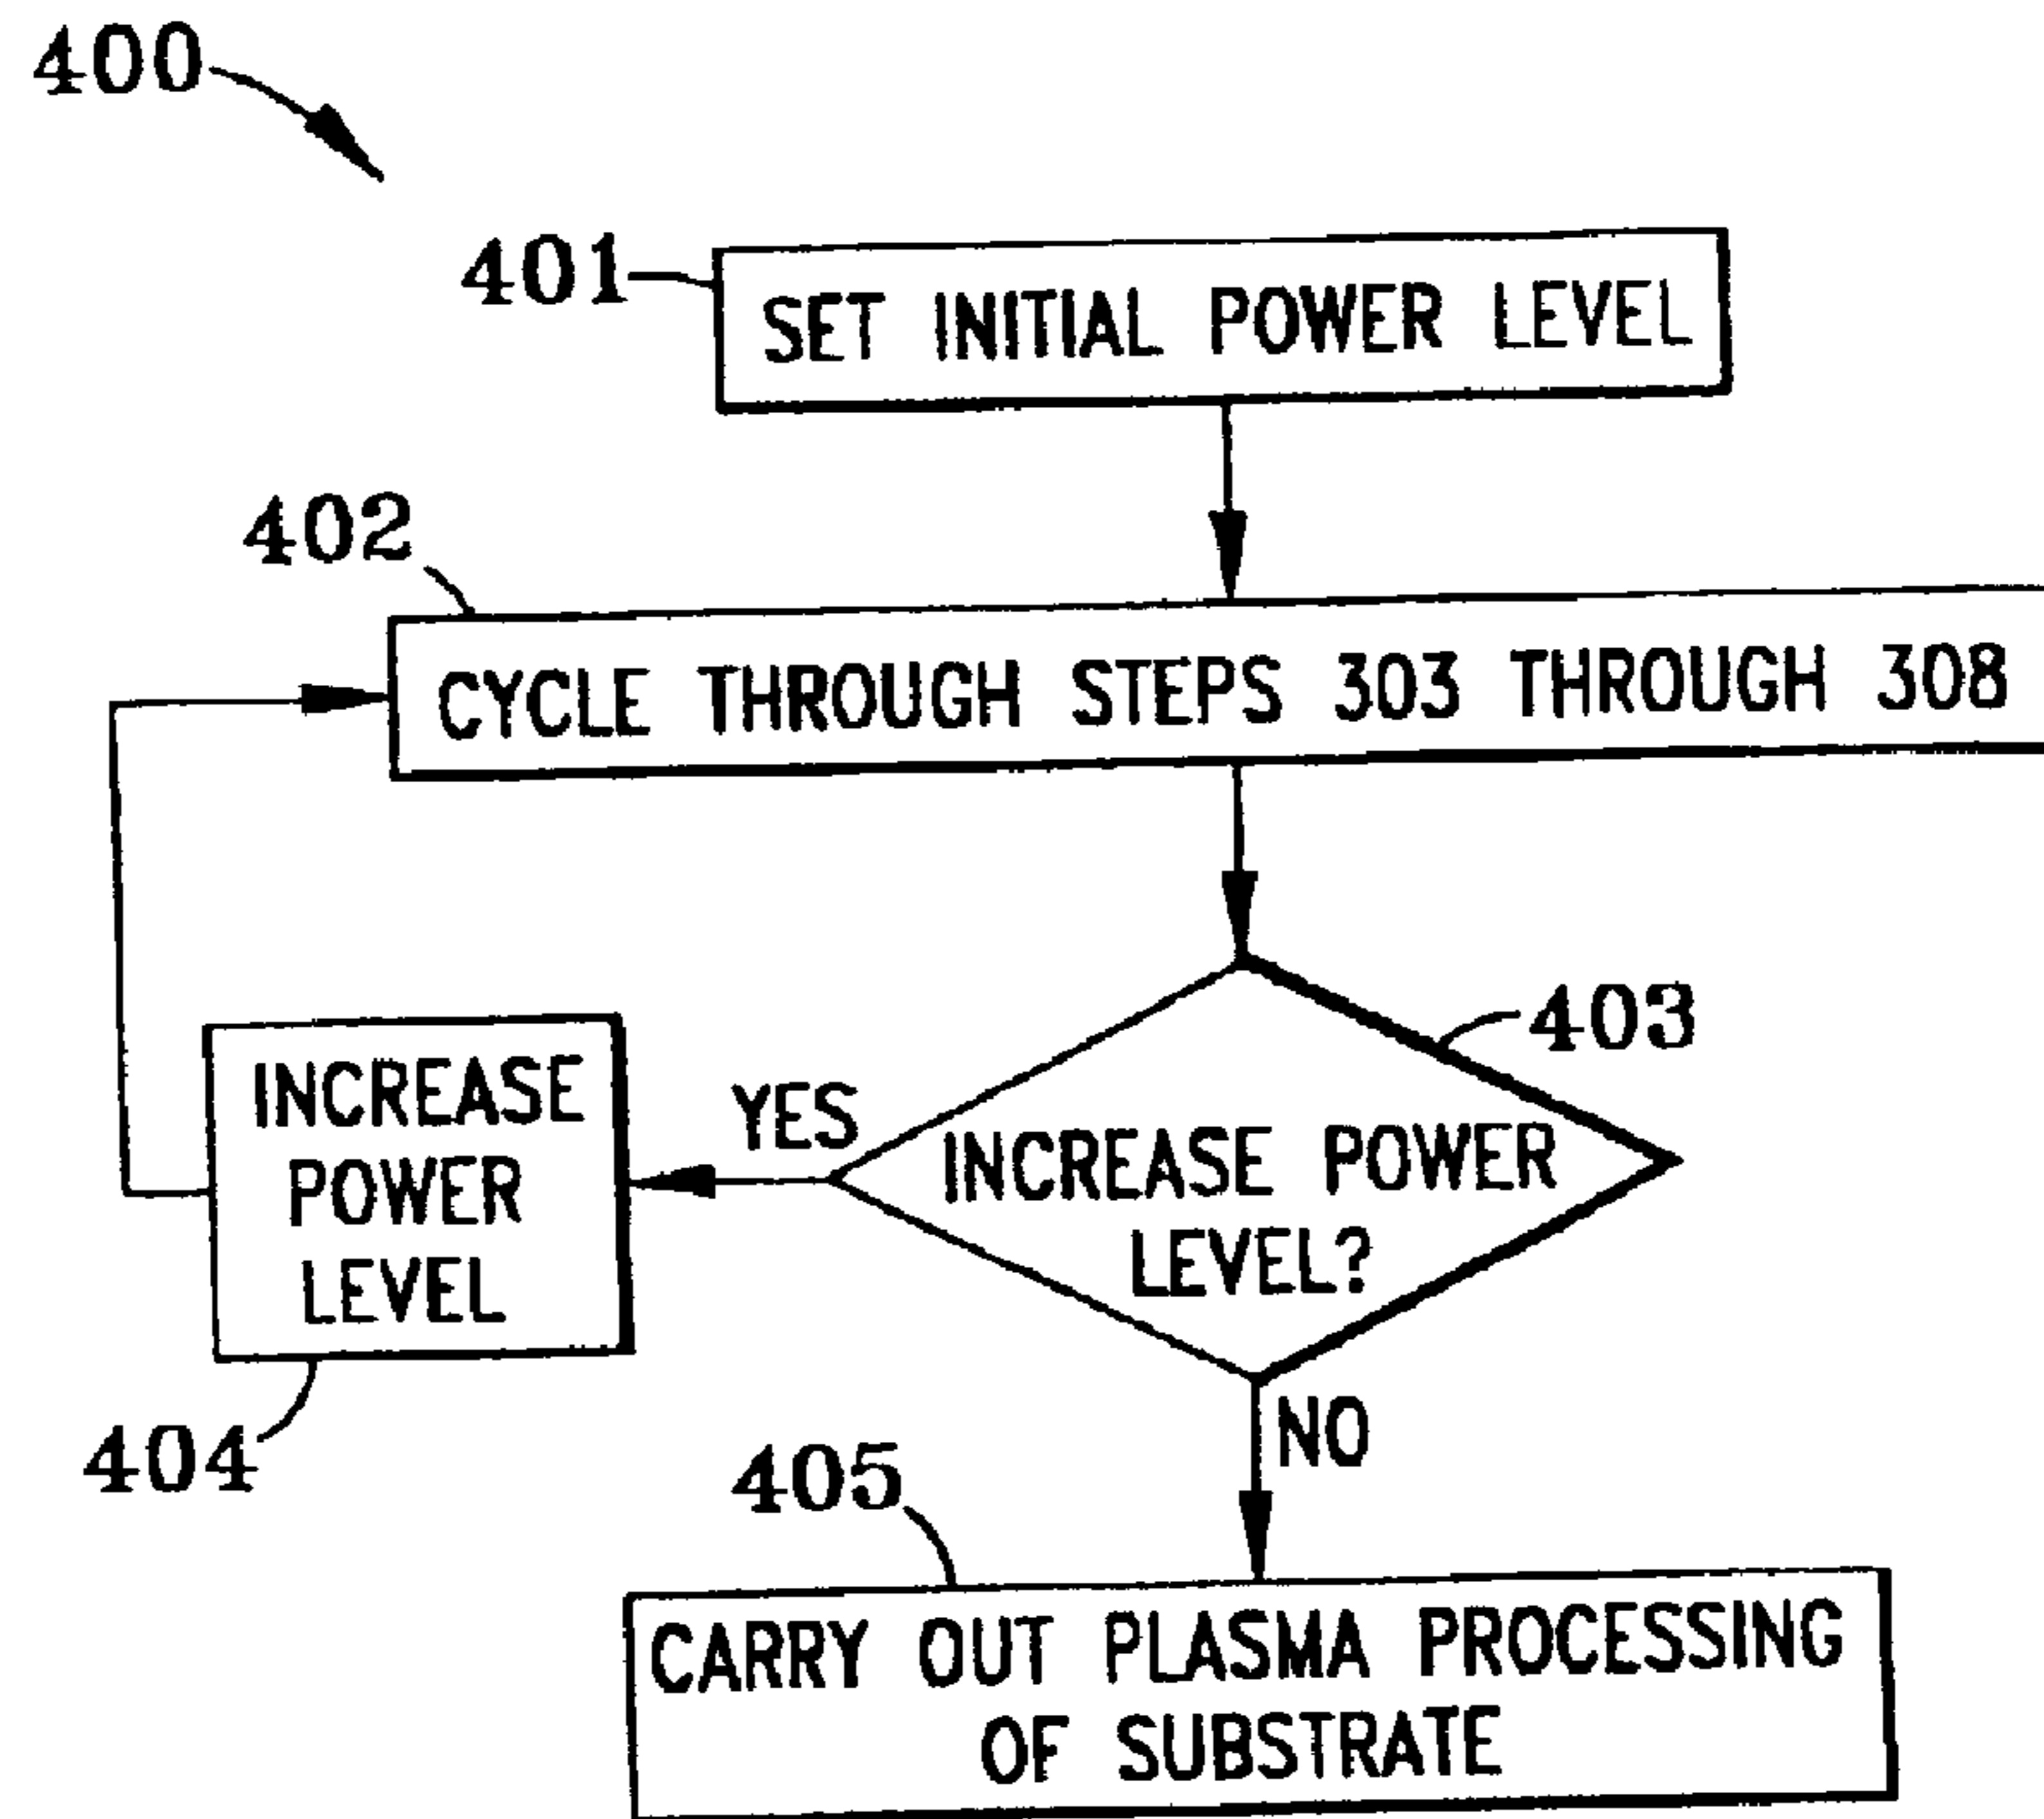 400
401
SET INITIAL POWER LEVEL
402
CYCLE THROUGH STEPS 303 THROUGH 308
403
INCREASE POWER
LEVEL?
YES
INCREASE
POWER
LEVEL
404
NO
405
CARRY OUT PLASMA PROCESSING
OF SUBSTRATE